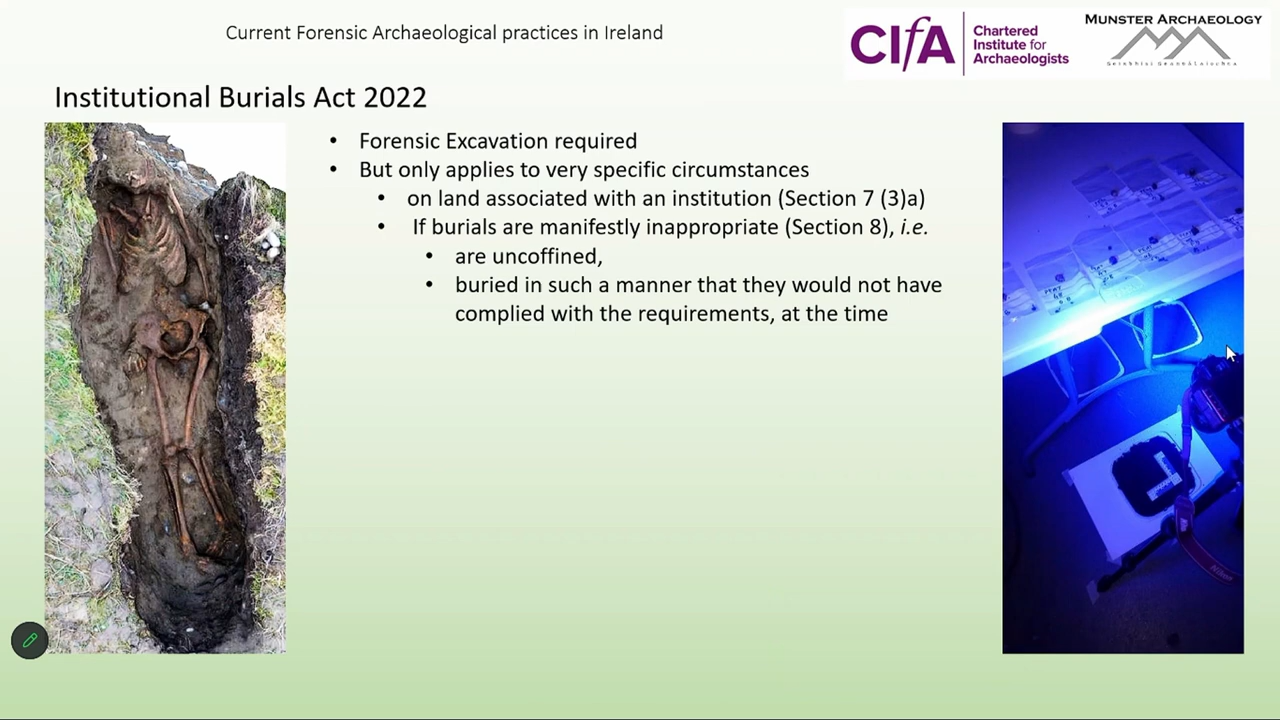 Current Forensic Archaeological practices in Ireland
CIfA
Chartered
Institute for
Archaeologists
MUNSTER ARCHAEOLOGY
Institutional Burials Act 2022
• Forensic Excavation required
• But only applies to very specific circumstances
• on land associated with an institution (Section 7 (3)a)
• If burials are manifestly inappropriate (Section 8), i.e.
• are uncoffined,
• buried in such a manner that they would not have
complied with the requirements, at the time
Nikon